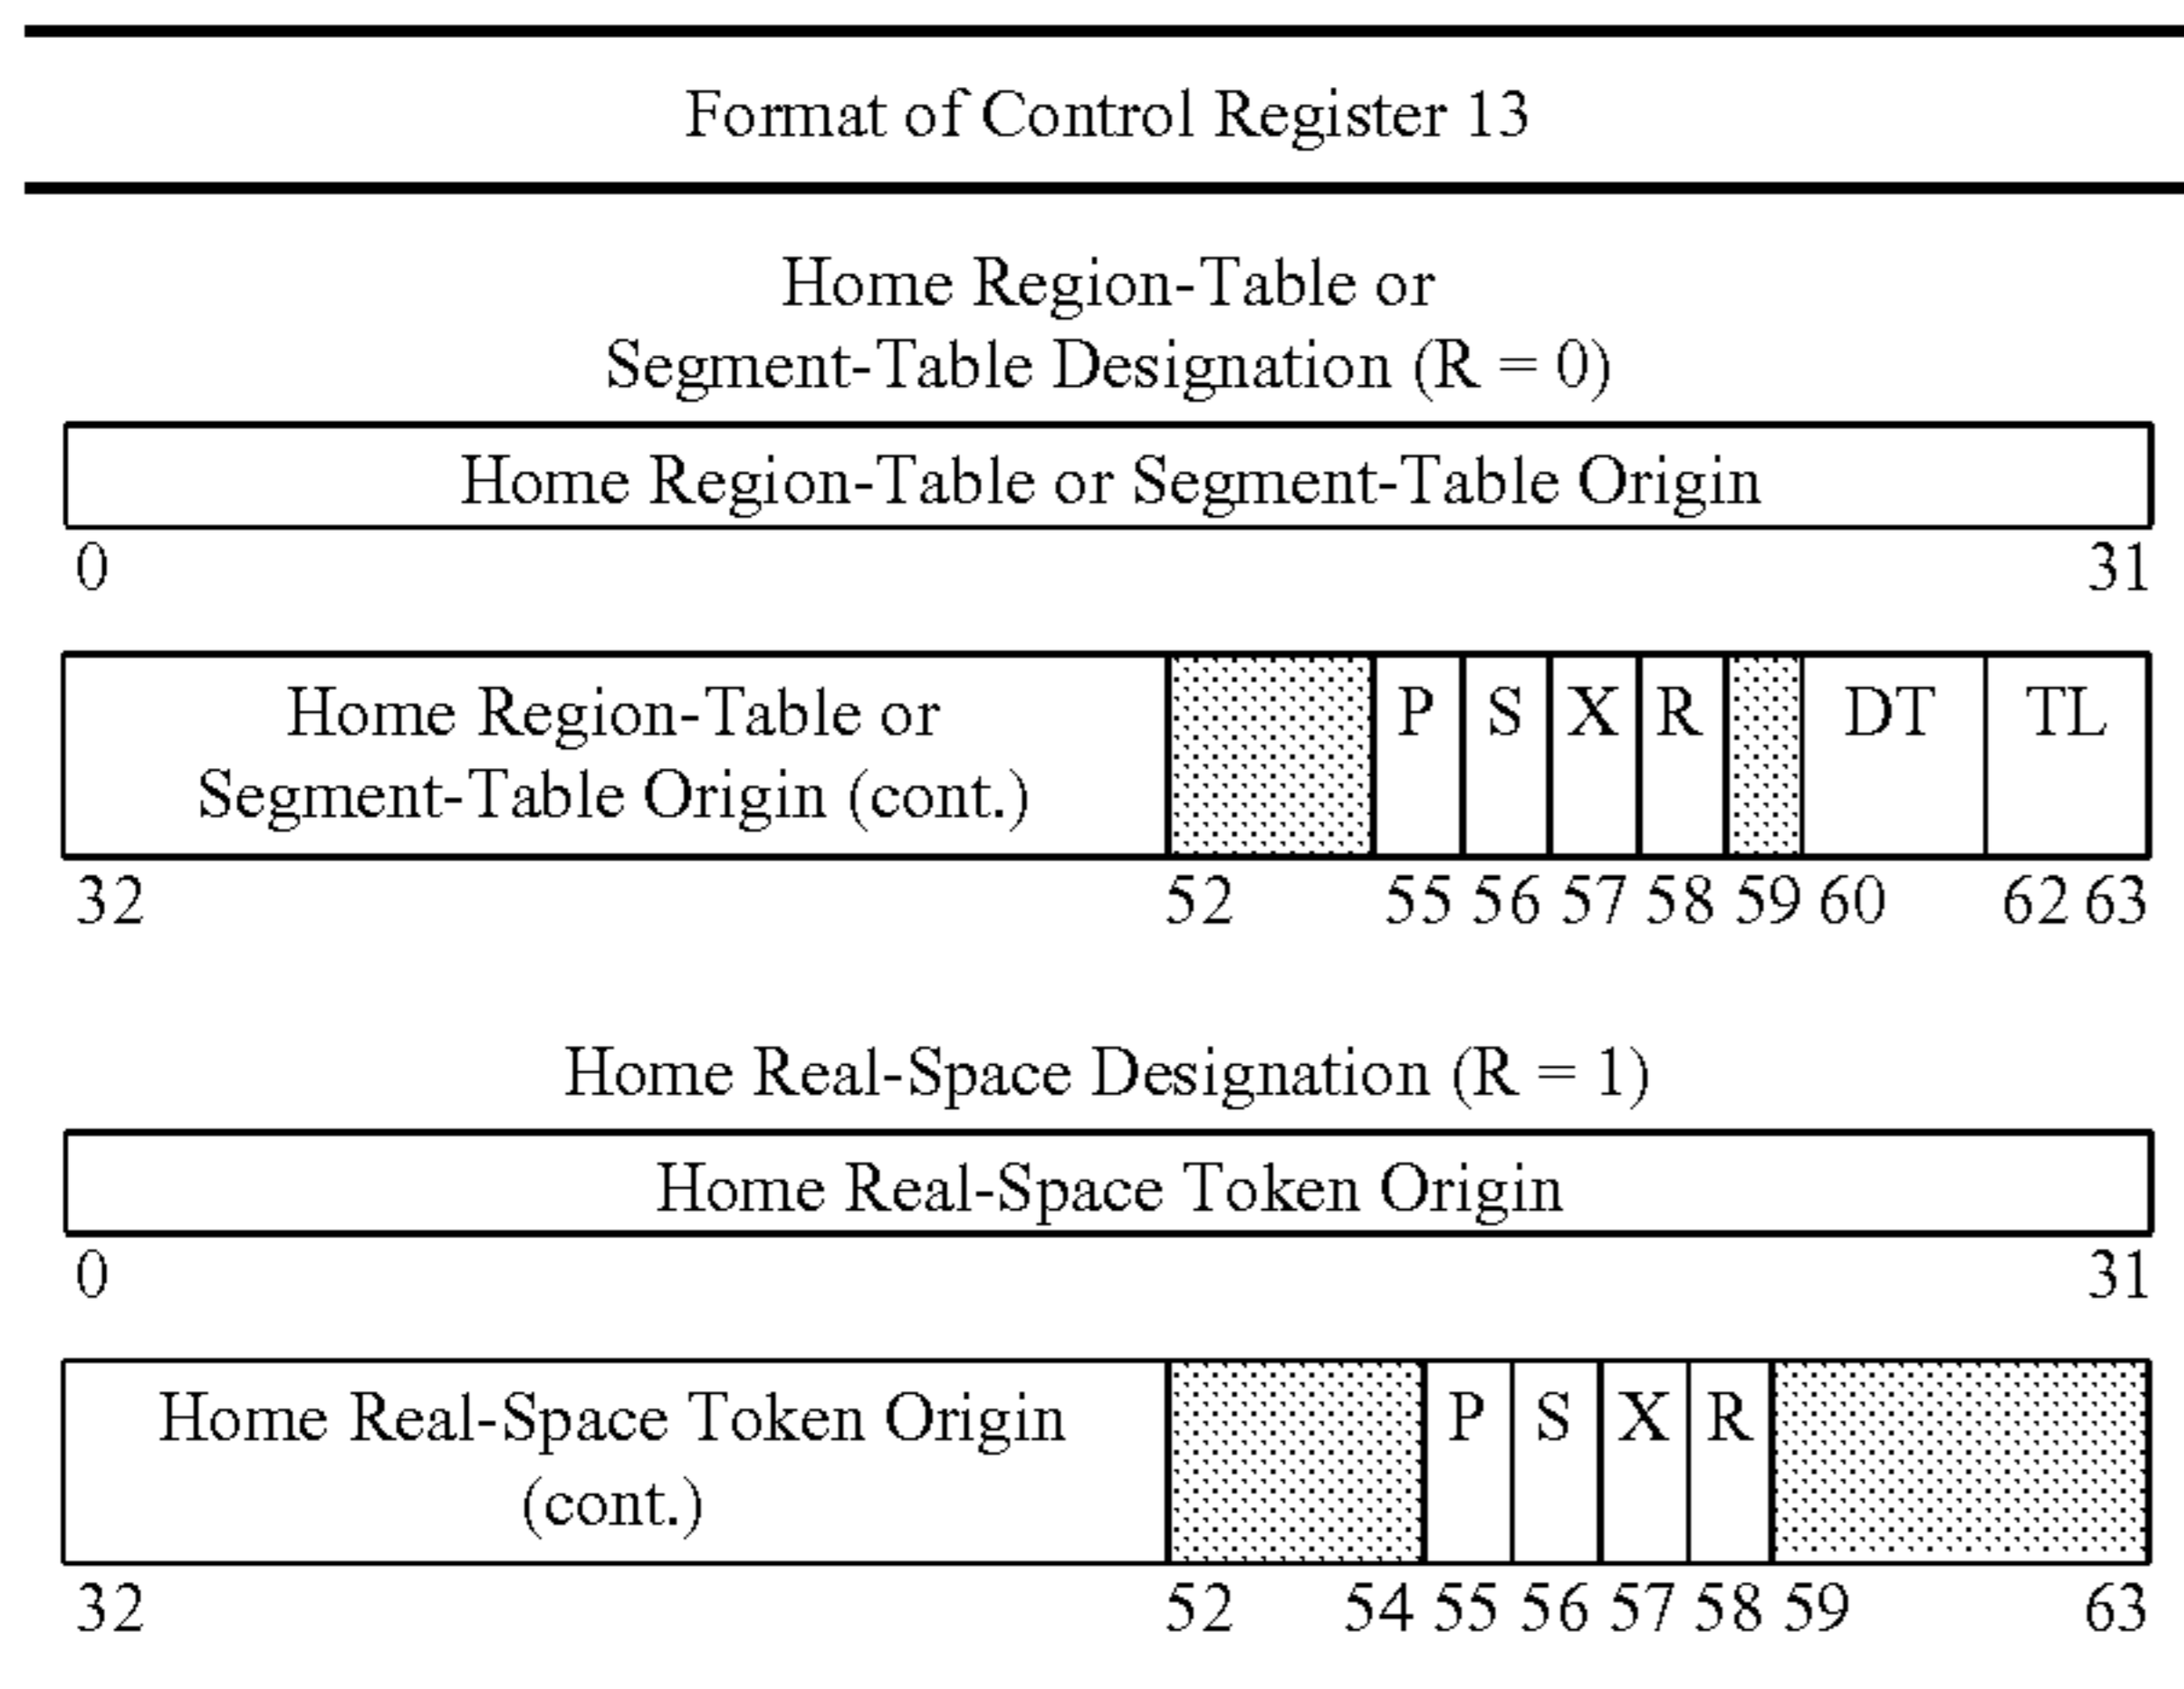 Format of Control Register 13
Home Region-Table or
Segment-Table Designation (R = 0)
Home Region-Table or Segment-Table Origin
0 31
Home Region-Table or
Segment-Table Origin (cont.)
P S X R DT TL
32 52 55 56 57 58 59 60 62 63
Home Real-Space Designation (R = 1)
Home Real-Space Token Origin
0 31
Home Real-Space Token Origin
(cont.)
P S X R
32 52 54 55 56 57 58 59 63